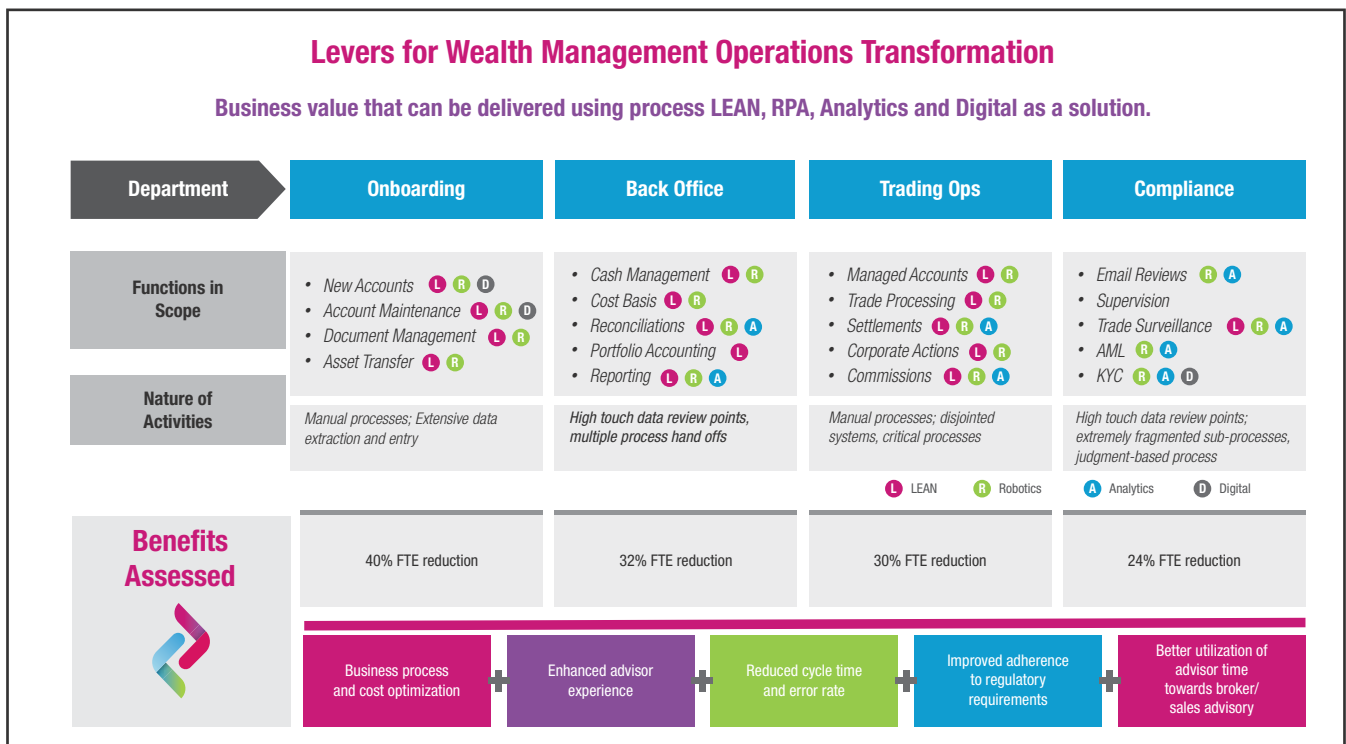 Levers for Wealth Management Operations Transformation
Business value that can be delivered using process LEAN, RPA, Analytics and Digital as a solution.
Department
Onboarding
Back Office
Trading Ops
Compliance
Functions in
Scope
• New Accounts L R D
• Account Maintenance L R D
• Document Management L R
• Asset Transfer L R
• Cash Management L R
• Cost Basis L R
• Reconciliations L R A
• Portfolio Accounting L
• Reporting L R A
• Managed Accounts L R
• Trade Processing L R
• Settlements L R A
• Corporate Actions L R
• Commissions L R A
• Email Reviews R A
• Supervision
• Trade Surveillance L R A
• AML R A
• KYC R A D
Nature of
Activities
Manual processes; Extensive data
extraction and entry
High touch data review points,
multiple process hand offs
Manual processes; disjointed
systems, critical processes
High touch data review points;
extremely fragmented sub-processes,
judgment-based process
L LEAN
R Robotics
A Analytics
D Digital
Benefits
Assessed
40% FTE reduction
32% FTE reduction
30% FTE reduction
24% FTE reduction
Business process
and cost optimization
+
Enhanced advisor
experience
+
Reduced cycle time
and error rate
+
Improved adherence
to regulatory
requirements
+
Better utilization of
advisor time
towards broker/
sales advisory